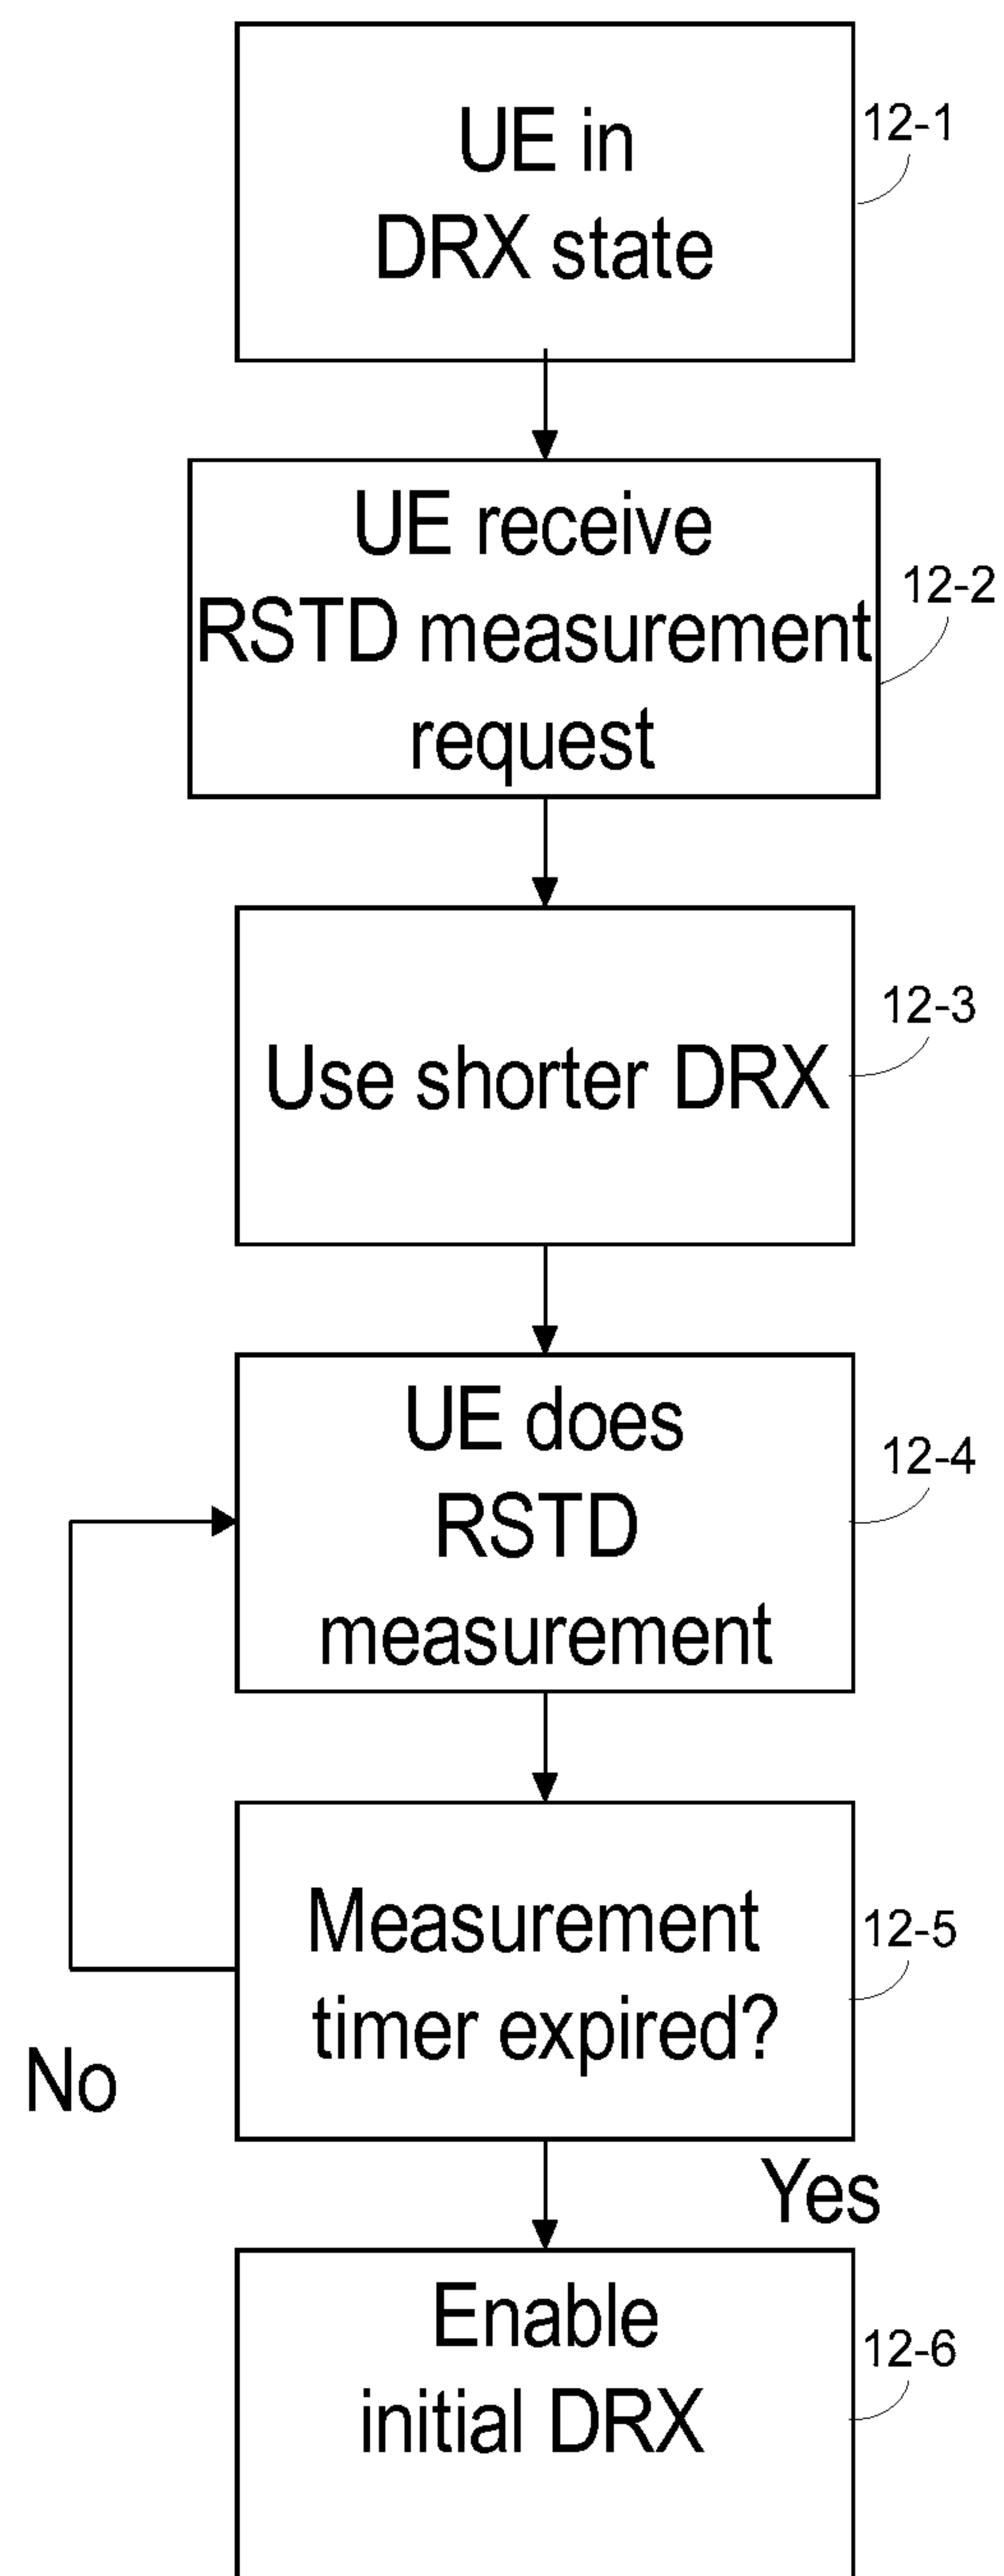 UE in
DRX state
12-1
UE receive
RSTD measurement
request
12-2
Use shorter DRX
12-3
UE does
RSTD
measurement
12-4
Measurement
timer expired?
12-5
No
Yes
Enable
initial DRX
12-6